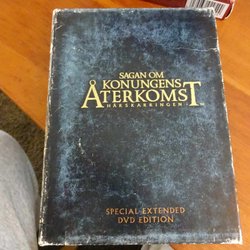 SAGAN OM
KONUNGENS
ÅTERKOMST
HÄRSKARRINGEN
SPECIAL EXTENDED
DVD EDITION